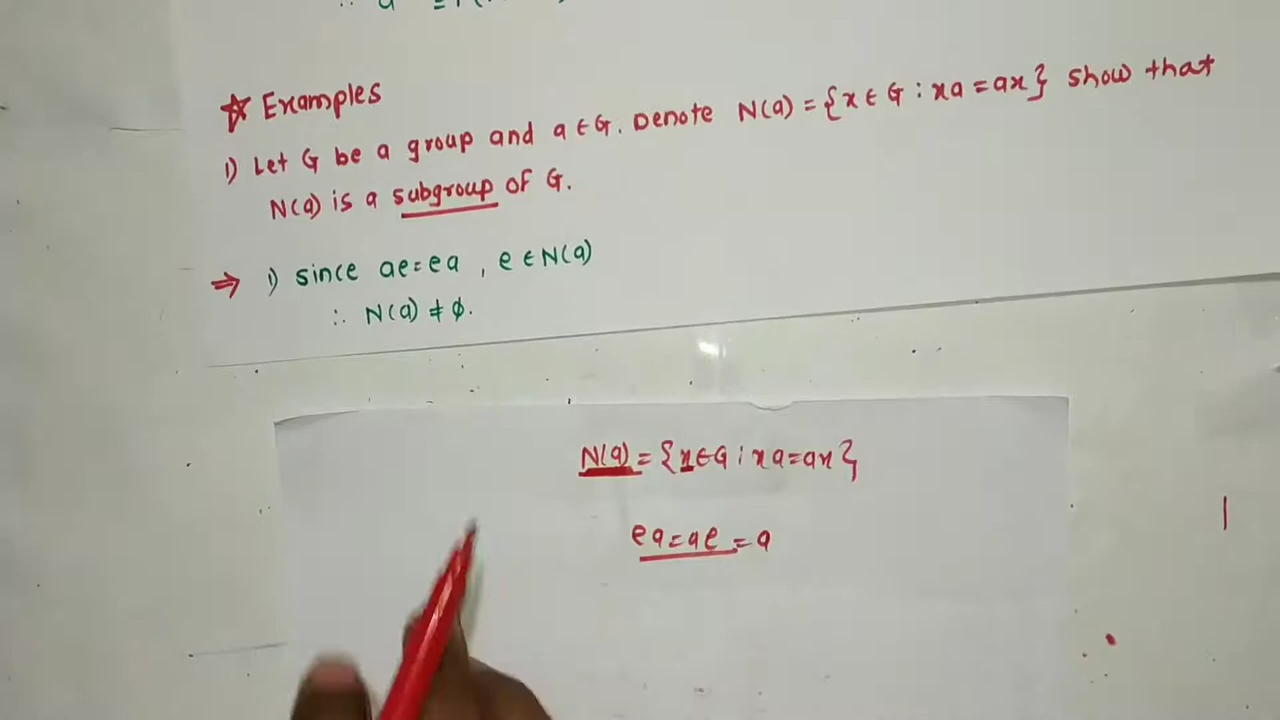 ☆ Examples
1) Let G be a group and a ∈ G. Denote N(a) = {x ∈ G : xa = ax} show that
N(a) is a subgroup of G.
⇒ 1) since ae = ea , e ∈ N(a)
∴ N(a) ≠ ϕ.
N(a) = {x ∈ G : xa = ax}
ea = ae = a